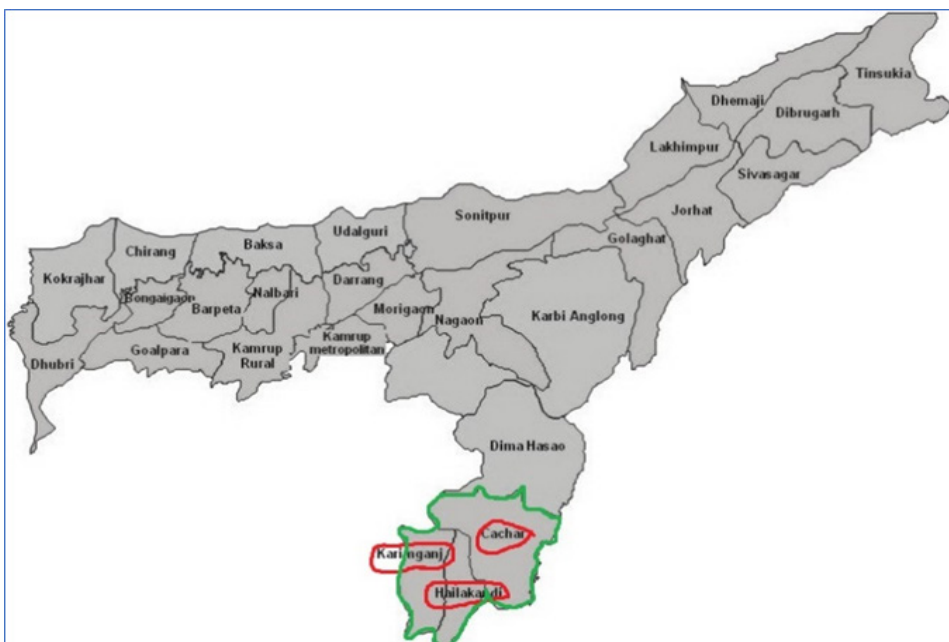 Tinsukia
Dhemaji
Dibrugarh
Lakhimpur
Sivasagar
Jorhat
Sonitpur
Golaghat
Udalguri
Baksa
Chirang
Kokrajhar
Darrang
Nalbari
Bongaigaon
Barpeta
Morigaon
Nagaon
Karbi Anglong
Kamrup
metropolitan
Goalpara
Kamrup
Rural
Dhubri
Dima Hasao
Cachar
Karimganj
Hailakandi